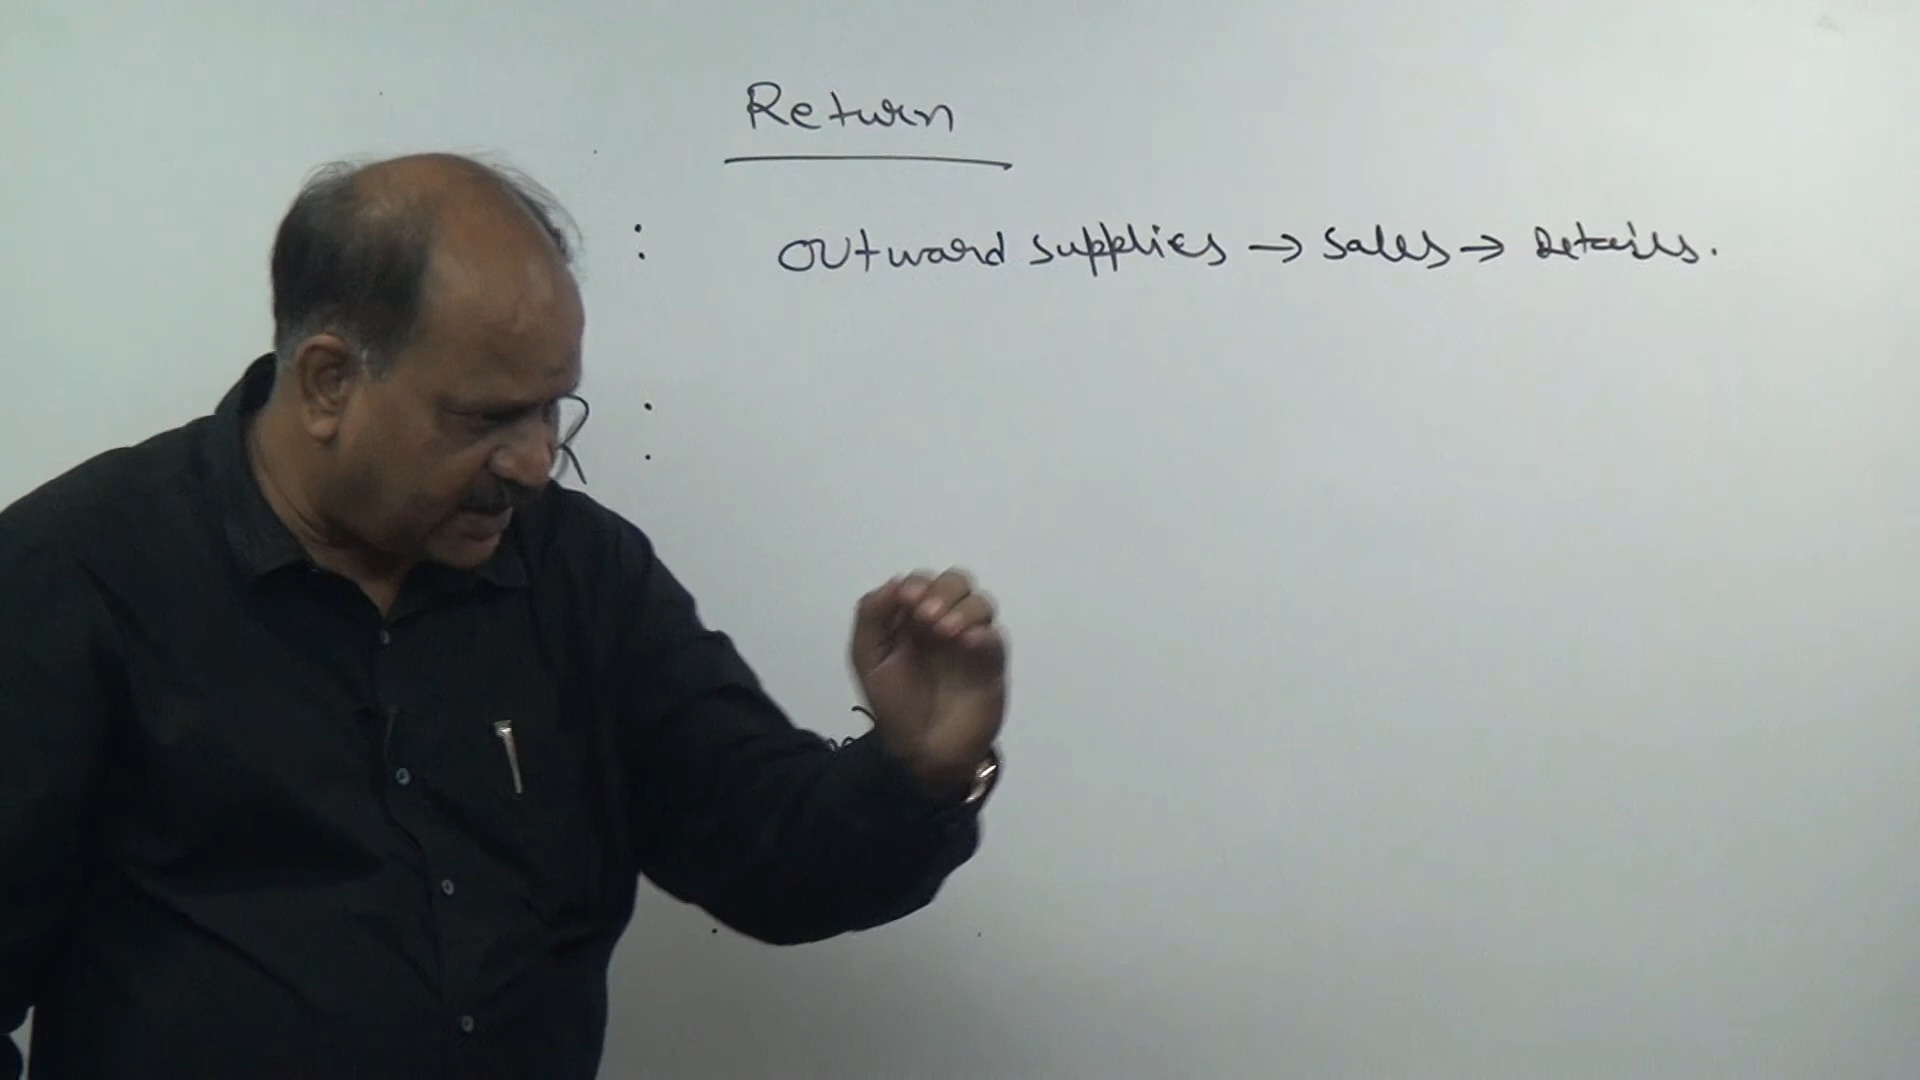 Return
: Outward supplies → Sales → Details.
R :